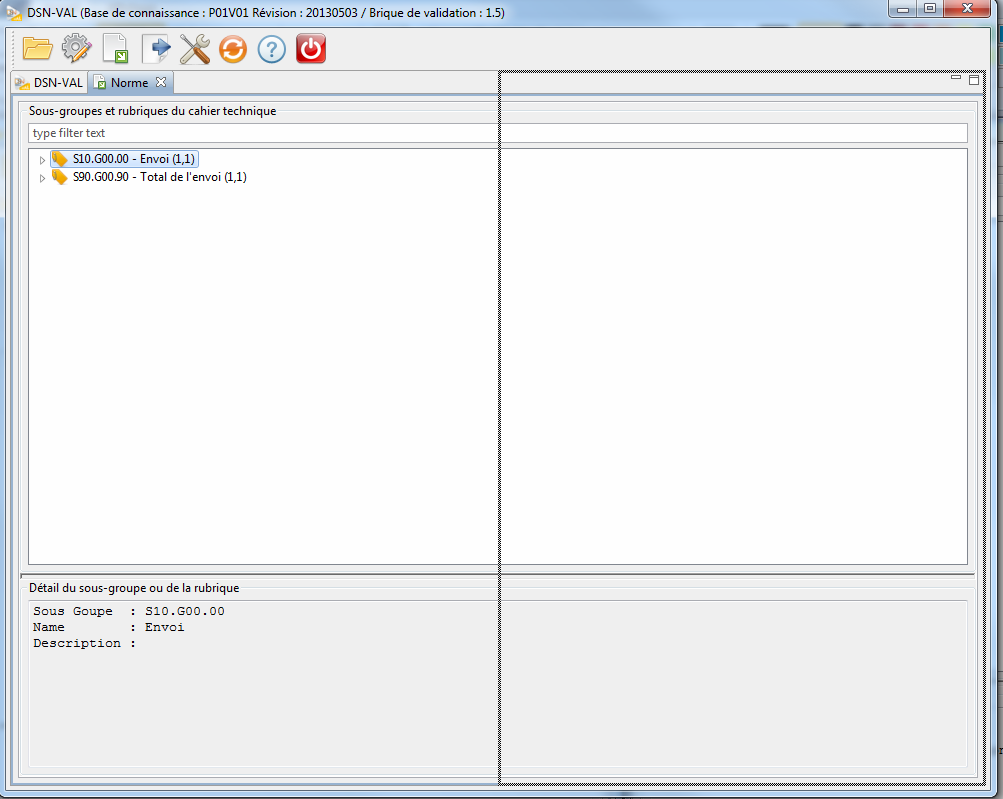 DSN-VAL (Base de connaissance : P01V01 Révision : 20130503 / Brique de validation : 1.5)
DSN-VAL Norme
Sous-groupes et rubriques du cahier technique
type filter text
S10.G00.00 - Envoi (1,1)
S90.G00.90 - Total de l'envoi (1,1)
Détail du sous-groupe ou de la rubrique
Sous Goupe : S10.G00.00
Name : Envoi
Description :